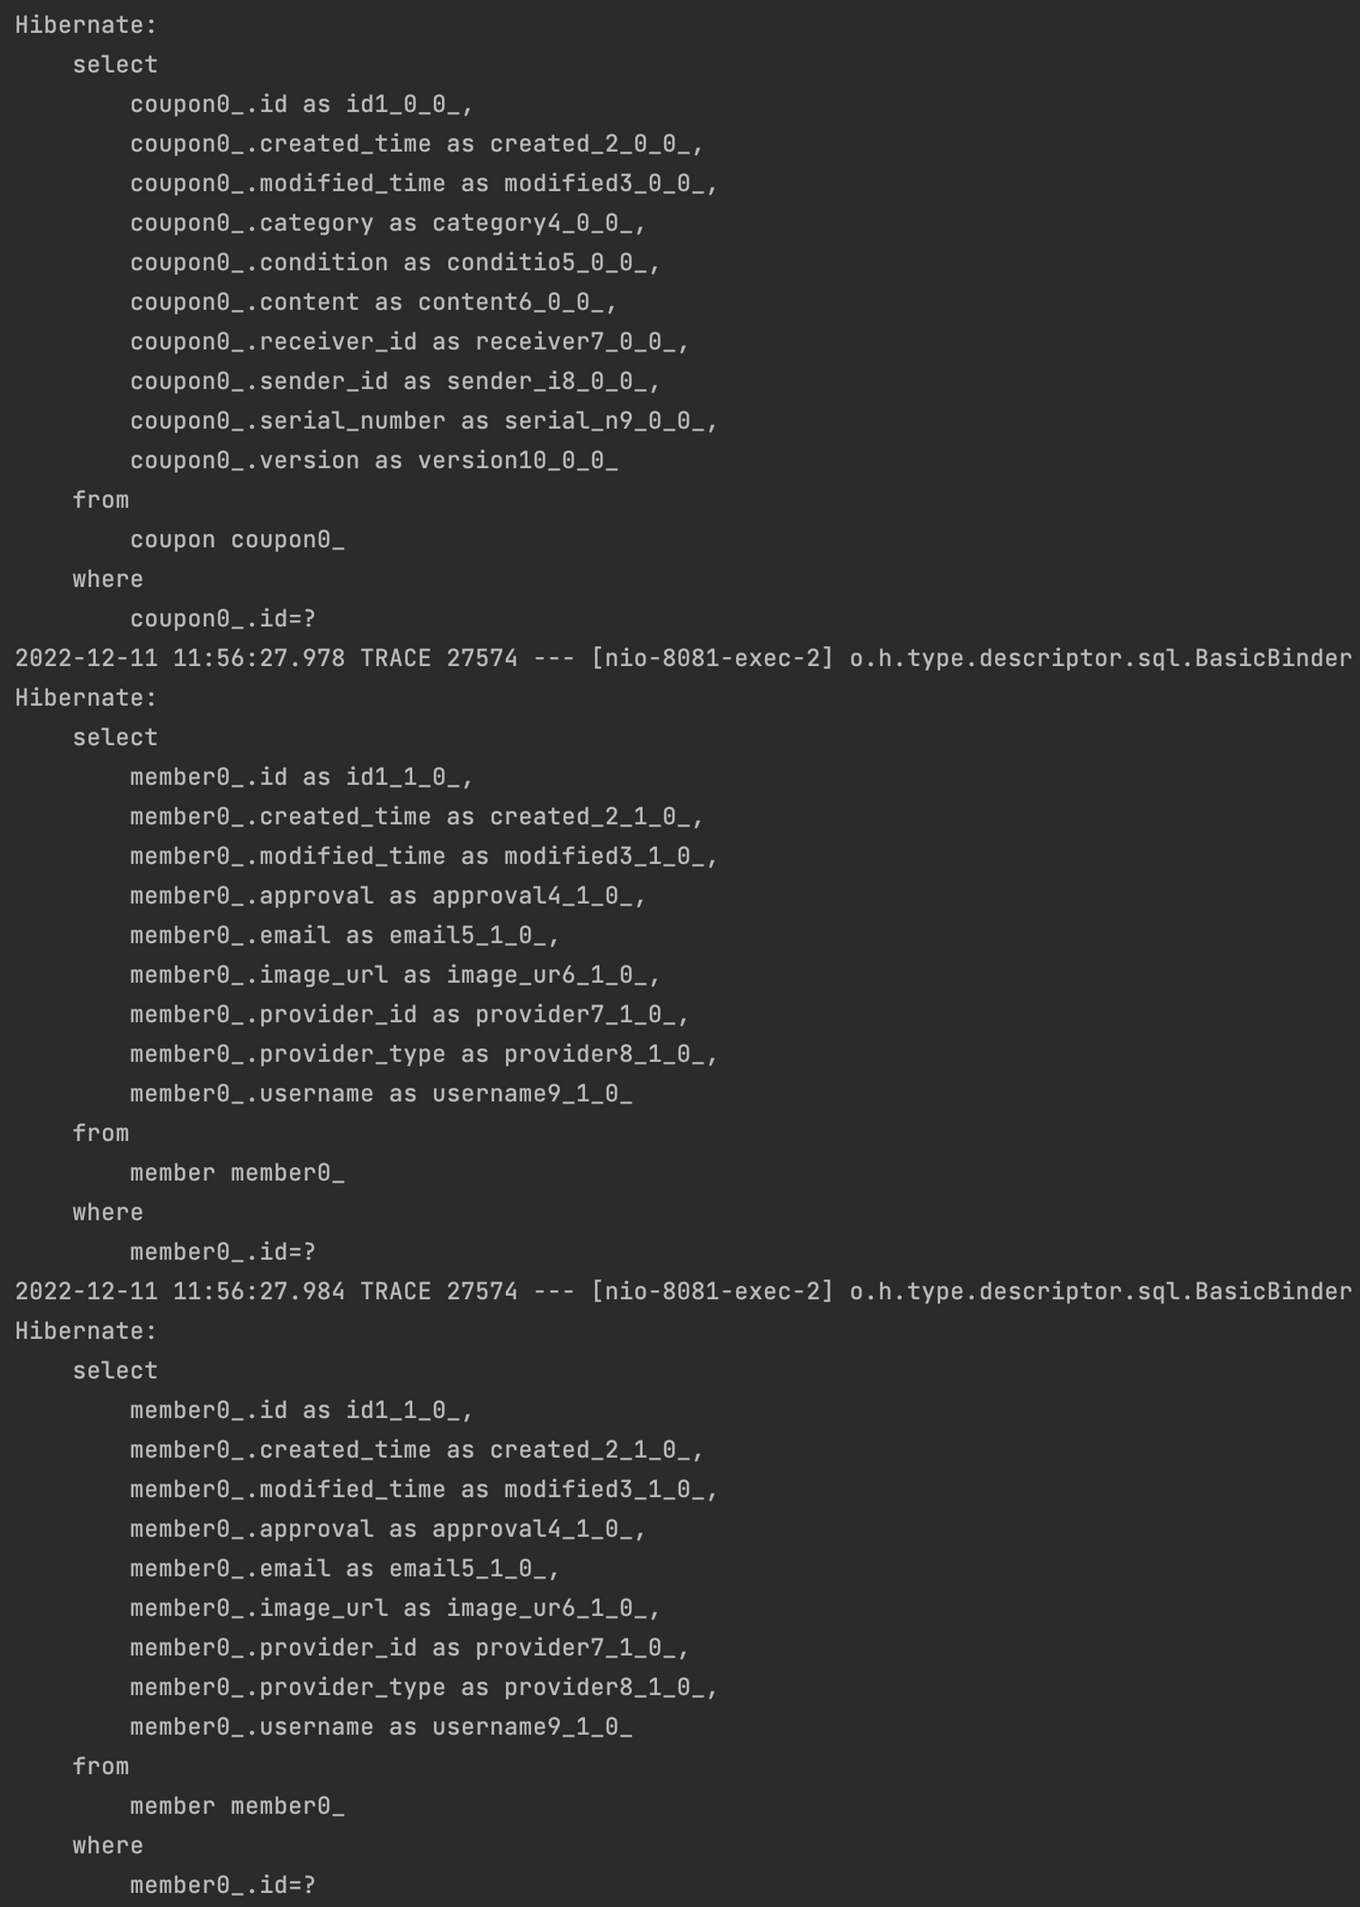 Hibernate:
    select
        coupon0_.id as id1_0_0_,
        coupon0_.created_time as created_2_0_0_,
        coupon0_.modified_time as modified3_0_0_,
        coupon0_.category as category4_0_0_,
        coupon0_.condition as conditio5_0_0_,
        coupon0_.content as content6_0_0_,
        coupon0_.receiver_id as receiver7_0_0_,
        coupon0_.sender_id as sender_i8_0_0_,
        coupon0_.serial_number as serial_n9_0_0_,
        coupon0_.version as version10_0_0_
    from
        coupon coupon0_
    where
        coupon0_.id=?
2022-12-11 11:56:27.978 TRACE 27574 --- [nio-8081-exec-2] o.h.type.descriptor.sql.BasicBinder
Hibernate:
    select
        member0_.id as id1_1_0_,
        member0_.created_time as created_2_1_0_,
        member0_.modified_time as modified3_1_0_,
        member0_.approval as approval4_1_0_,
        member0_.email as email5_1_0_,
        member0_.image_url as image_ur6_1_0_,
        member0_.provider_id as provider7_1_0_,
        member0_.provider_type as provider8_1_0_,
        member0_.username as username9_1_0_
    from
        member member0_
    where
        member0_.id=?
2022-12-11 11:56:27.984 TRACE 27574 --- [nio-8081-exec-2] o.h.type.descriptor.sql.BasicBinder
Hibernate:
    select
        member0_.id as id1_1_0_,
        member0_.created_time as created_2_1_0_,
        member0_.modified_time as modified3_1_0_,
        member0_.approval as approval4_1_0_,
        member0_.email as email5_1_0_,
        member0_.image_url as image_ur6_1_0_,
        member0_.provider_id as provider7_1_0_,
        member0_.provider_type as provider8_1_0_,
        member0_.username as username9_1_0_
    from
        member member0_
    where
        member0_.id=?